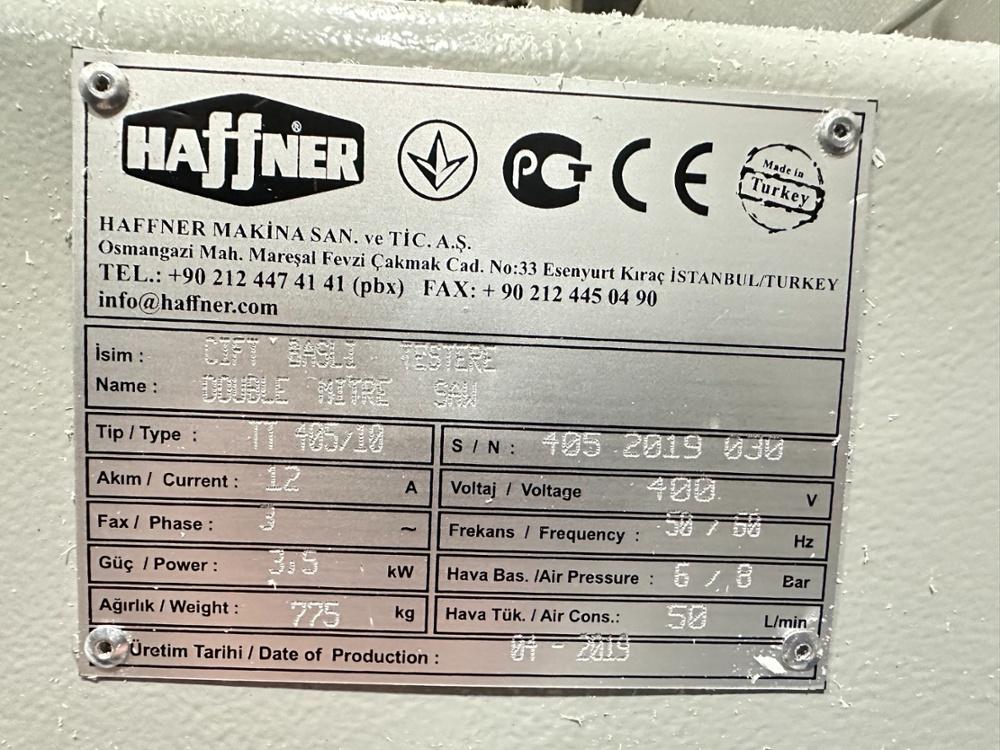 HAffNER ®
PCT CE
Made in
Turkey
HAFFNER MAKİNA SAN. ve TİC. A.Ş.
Osmangazi Mah. Mareşal Fevzi Çakmak Cad. No:33 Esenyurt Kıraç İSTANBUL/TURKEY
TEL.: +90 212 447 41 41 (pbx) FAX: + 90 212 445 04 90
info@haffner.com
İsim : CIFT BASLI TESTERE
Name : DOUBLE MITRE SAW
Tip / Type : TT 405/10 S / N : 405 2019 030
Akım / Current : 12 A Voltaj / Voltage 400 V
Fax / Phase : 3 ~ Frekans / Frequency : 50 / 60 Hz
Güç / Power : 3,5 kW Hava Bas. /Air Pressure : 6 / 8 Bar
Ağırlık / Weight : 775 kg Hava Tük. / Air Cons.: 50 L/min
Üretim Tarihi / Date of Production : 04 - 2019